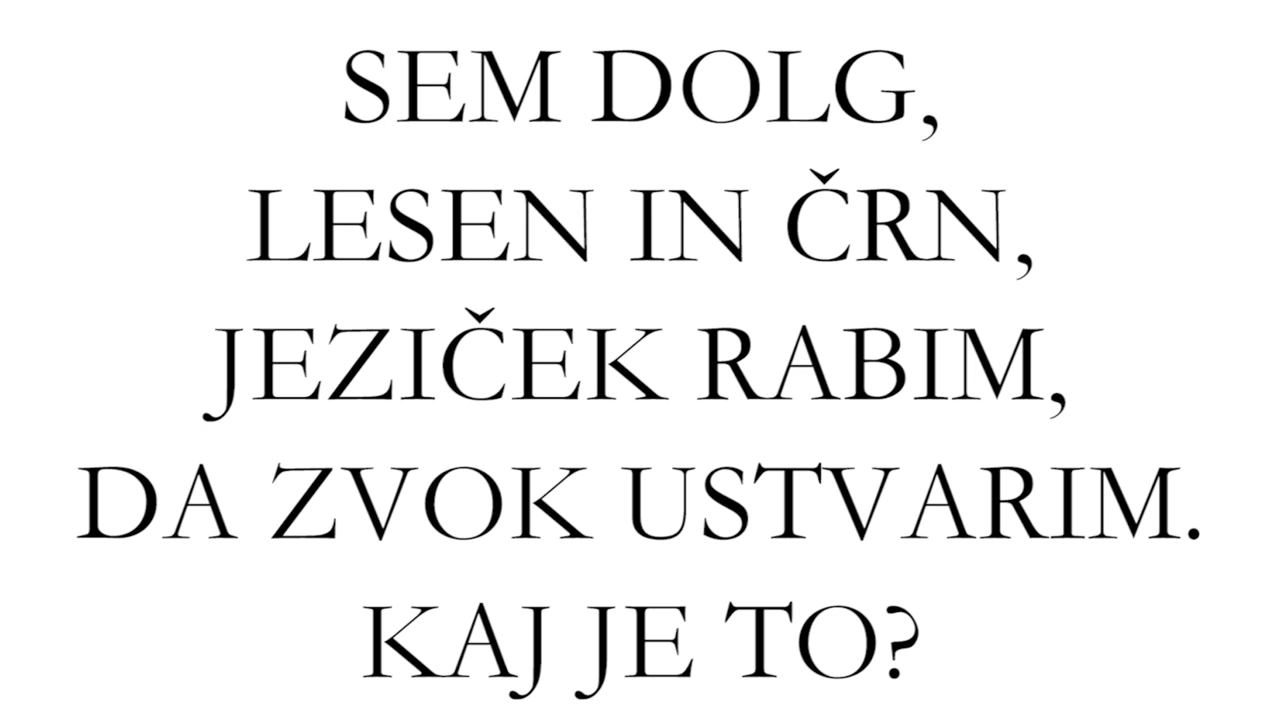 SEM DOLG,
LESEN IN ČRN,
JEZIČEK RABIM,
DA ZVOK USTVARIM.
KAJ JE TO?